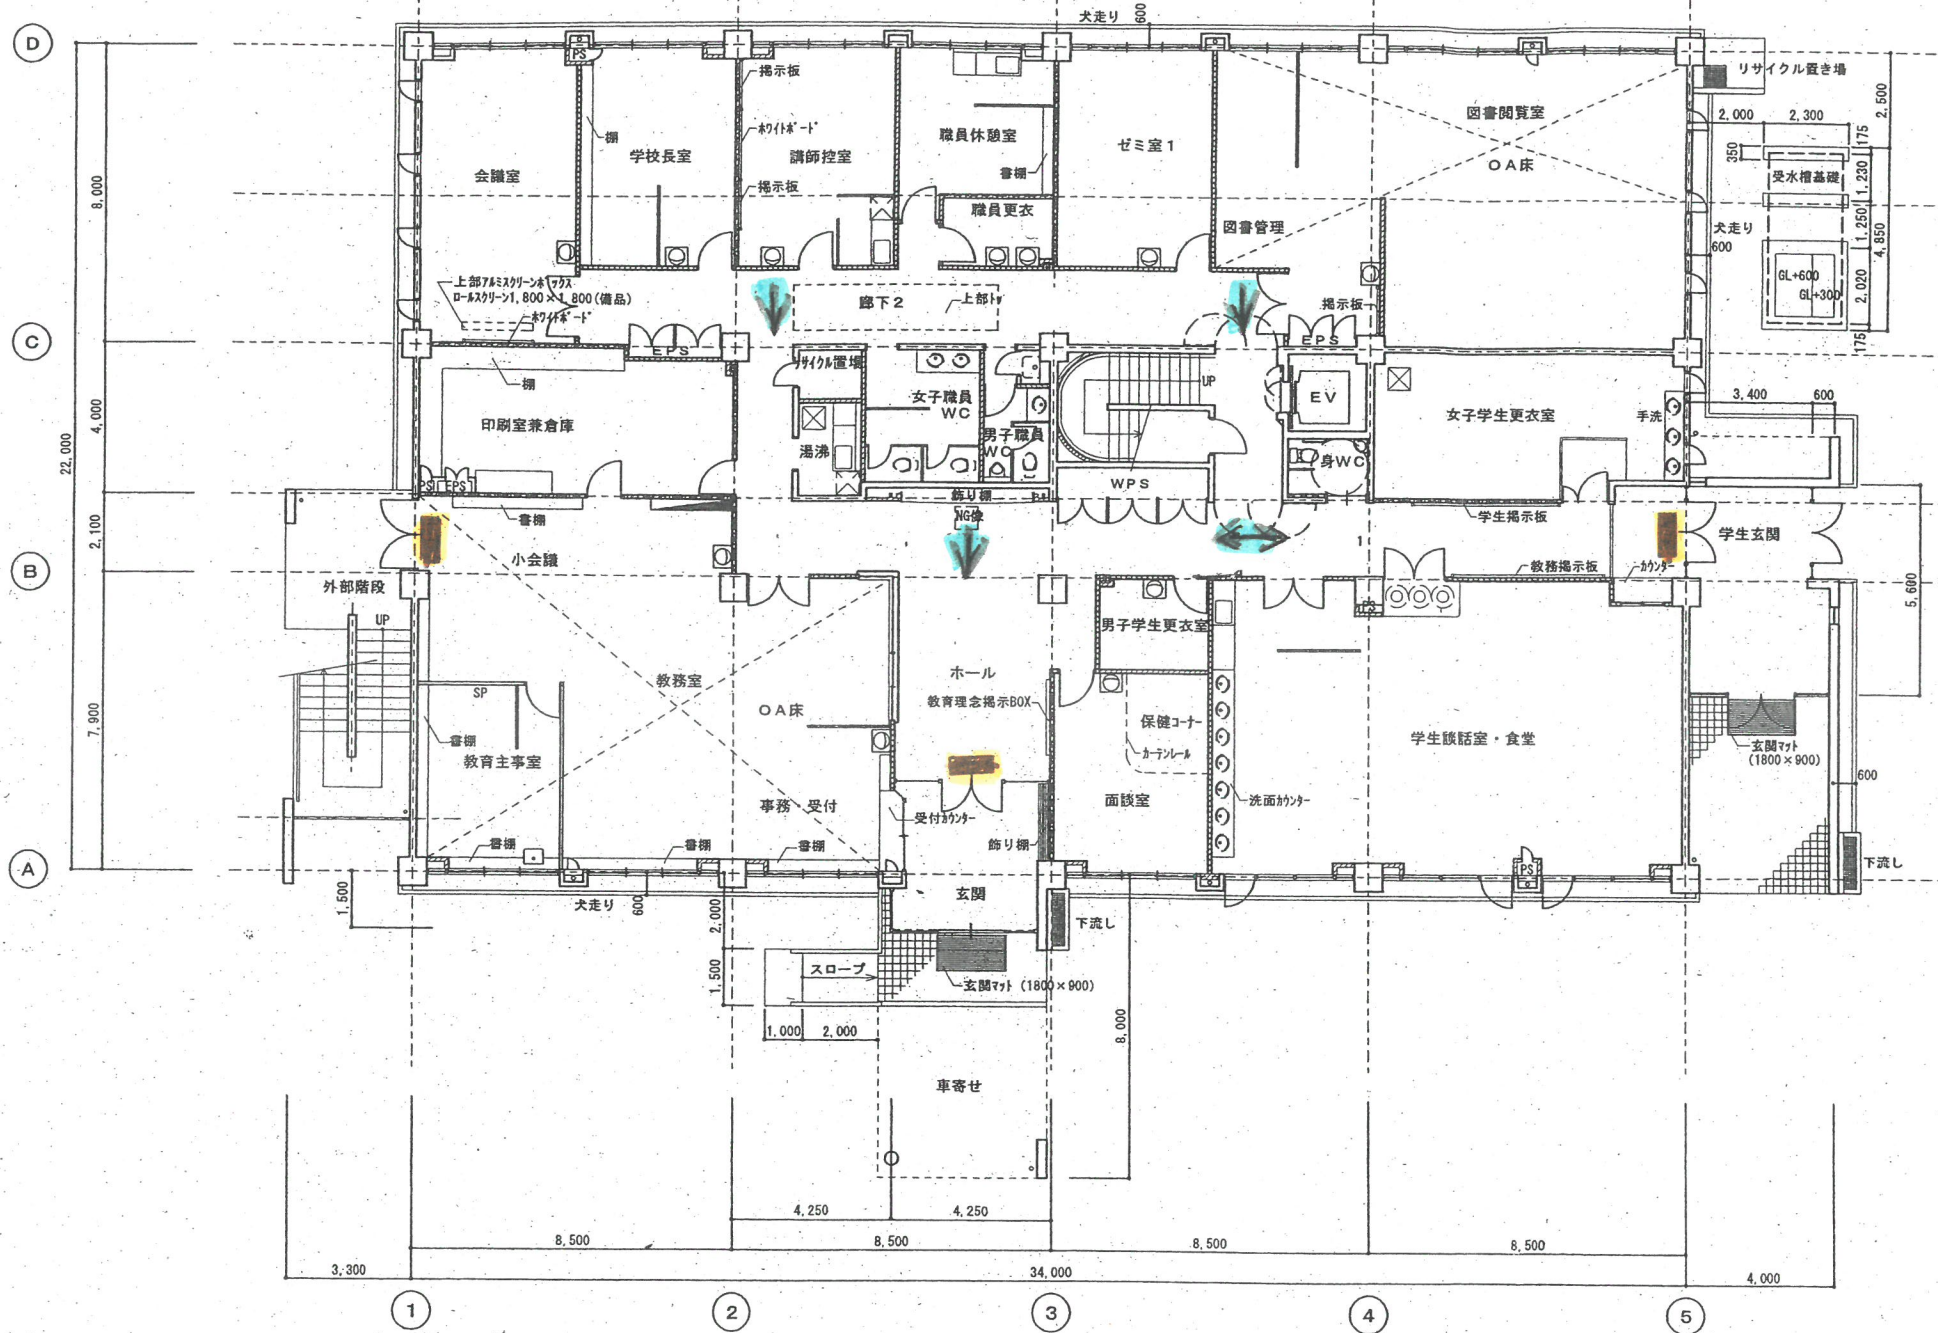 犬走り
600
D
PS
掲示板
リサイクル置き場
2,500
棚
ホワイトボード
職員休憩室
図書閲覧室
2,000
2,300
175
8,000
会議室
学校長室
講師控室
ゼミ室1
OA床
350
受水槽基礎
1,230
書棚
掲示板
職員更衣
図書管理
犬走り
600
1,250
4,850
上部アルミスクリーンボックス
ロールスクリーン1,800×1,800(備品)
ホワイトボード
廊下2
上部トップ
掲示板
GL+600
GL+300
2,020
175
C
EPS
EPS
棚
リサイクル置場
女子職員
WC
UP
EV
3,400
600
22,000
4,000
印刷室兼倉庫
湯沸
男子職員
WC
女子学生更衣室
手洗
身WC
PS
EPS
飾り棚
WPS
書棚
NG像
学生掲示板
2,100
小会議
1
学生玄関
B
外部階段
教務掲示板
カウンター
5,600
UP
PS
男子学生更衣室
ホール
教務室
SP
OA床
教育理念掲示BOX
保健コーナー
7,900
書棚
カーテンレール
学生談話室・食堂
玄関マット
(1800×900)
教育主事室
600
事務・受付
受付カウンター
面談室
洗面カウンター
書棚
書棚
書棚
飾り棚
PS
下流し
A
1,500
犬走り
600
2,000
玄関
下流し
1,500
スロープ
玄関マット(1800×900)
1,000
2,000
8,000
車寄せ
4,250
4,250
8,500
8,500
8,500
8,500
3,300
34,000
4,000
1
2
3
4
5